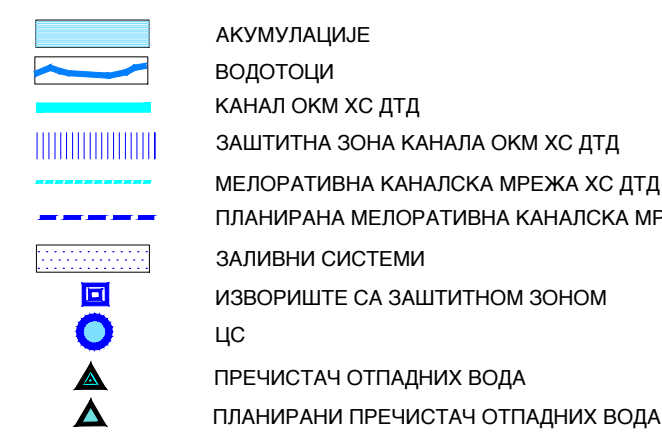 АКУМУЛАЦИЈЕ
ВОДОТОЦИ
КАНАЛ ОКМ ХС ДТД
ЗАШТИТНА ЗОНА КАНАЛА ОКМ ХС ДТД
МЕЛОРАТИВНА КАНАЛСКА МРЕЖА ХС ДТД
ПЛАНИРАНА МЕЛОРАТИВНА КАНАЛСКА
ЗАЛИВНИ СИСТЕМИ
ИЗВОРИШТЕ СА ЗАШТИТНОМ ЗОНОМ
ЦС
ПРЕЧИСТАЧ ОТПАДНИХ ВОДА
ПЛАНИРАНИ ПРЕЧИСТАЧ ОТПАДНИХ ВОДА